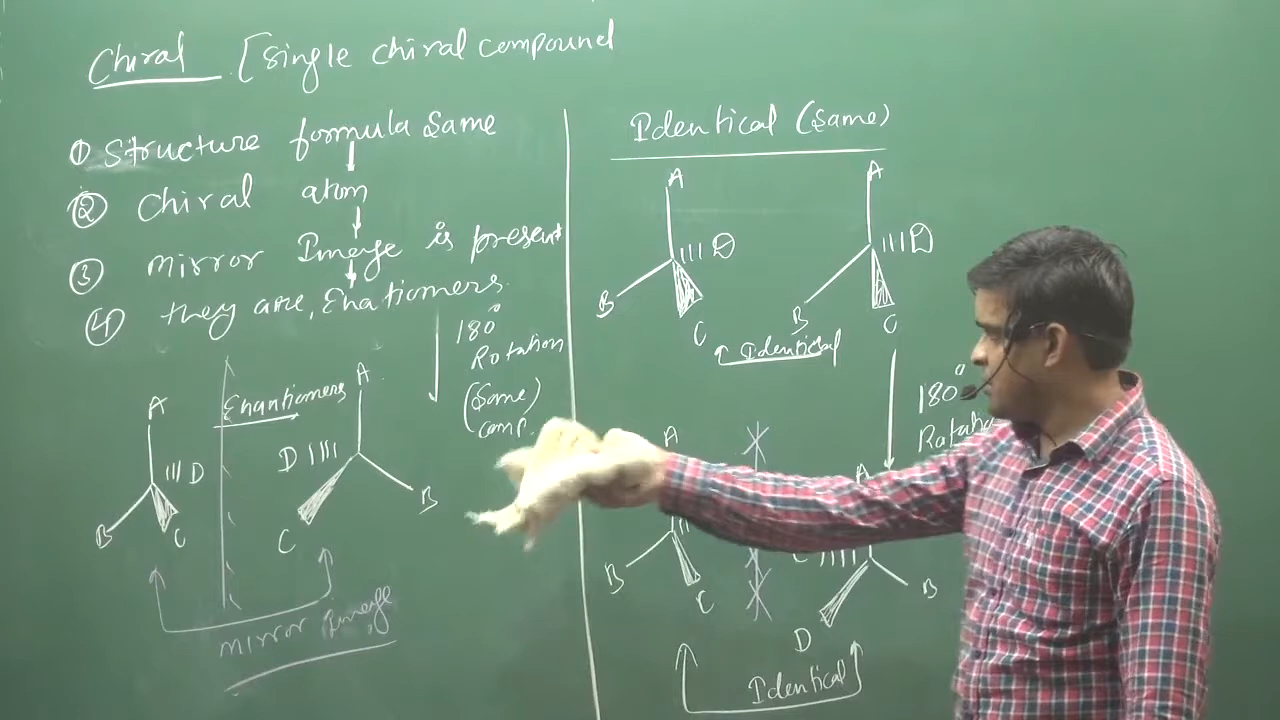 Chiral [Single chiral compound
① Structure formula Same
② Chiral atom
③ mirror Image is present
④ they are, Enatiomers
180°
Rotation
(Same)
comp.
Enantiomers
A
D
B
C
A
D
B
C
mirror Image
Identical (Same)
A
D
B
C
A
D
B
C
Identical
180°
A
B
C
A
C
B
D
Identical